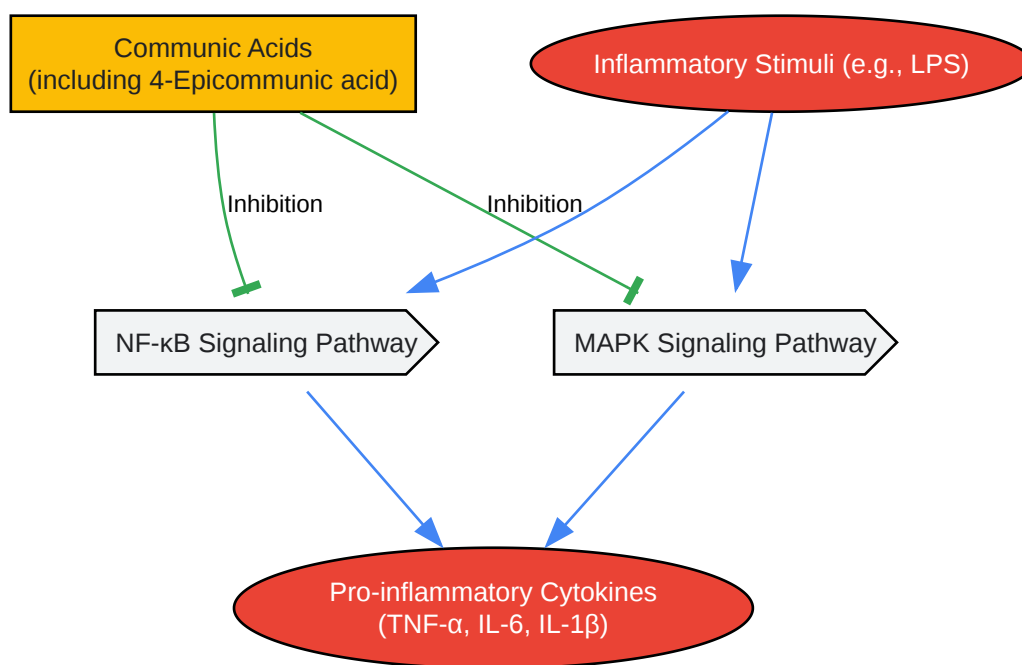 Communic Acids
(including 4-Epicommunic acid)
Inflammatory Stimuli (e.g., LPS)
Inhibition
Inhibition
NF-κB Signaling Pathway
MAPK Signaling Pathway
Pro-inflammatory Cytokines
(TNF-α, IL-6, IL-1β)